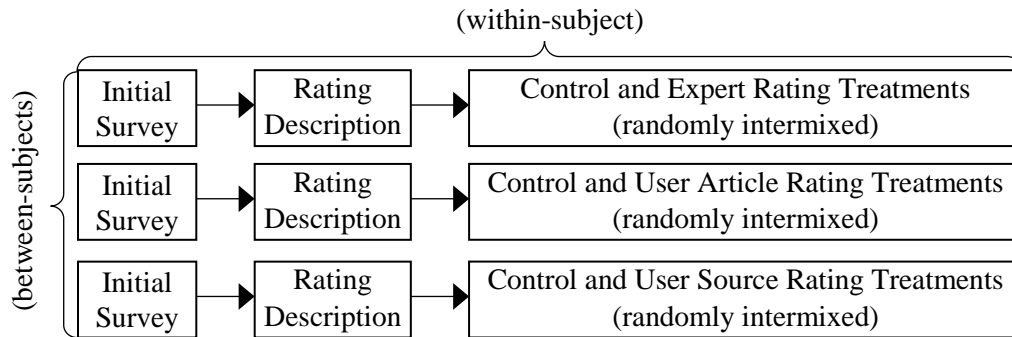 (within-subject)
(between-subjects)
Initial
Survey
Rating
Description
Control and Expert Rating Treatments
(randomly intermixed)
Initial
Survey
Rating
Description
Control and User Article Rating Treatments
(randomly intermixed)
Initial
Survey
Rating
Description
Control and User Source Rating Treatments
(randomly intermixed)